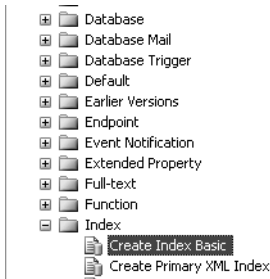 Database
Database Mail
Database Trigger
Default
Earlier Versions
Endpoint
Event Notification
Extended Property
Full-text
Function
Index
Create Index Basic
Create Primary XML Index